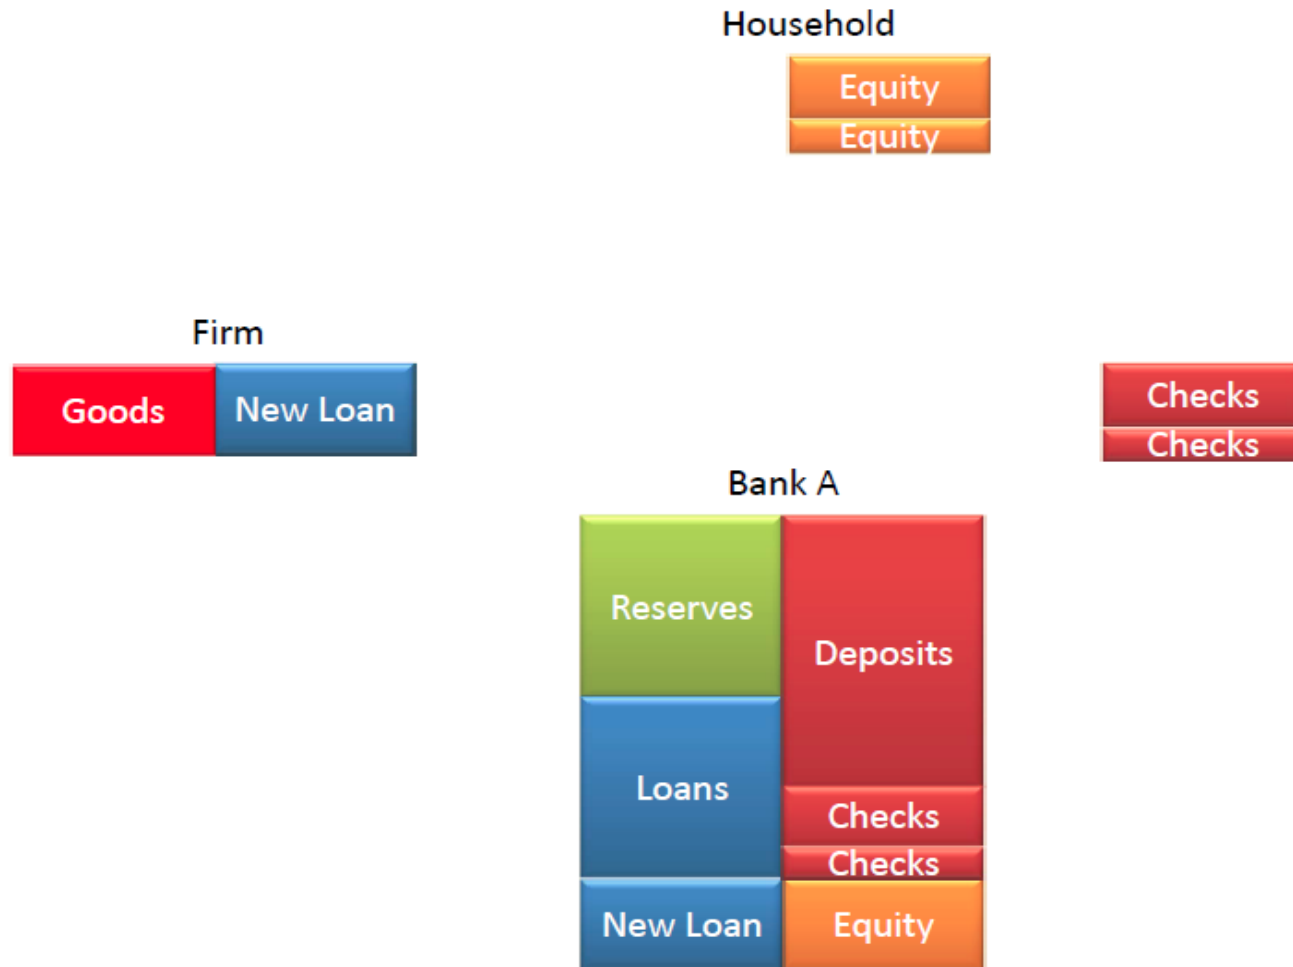 Household
Equity
Equity
Firm
Goods
New Loan
Checks
Checks
Bank A
Reserves
Deposits
Loans
Checks
Checks
New Loan
Equity